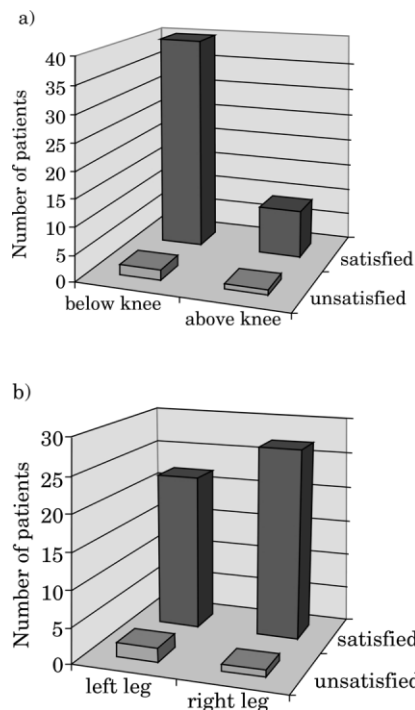 a)
Number of patients
40
35
30
25
20
15
10
5
0
below knee
above knee
satisfied
unsatisfied
b)
Number of patients
30
25
20
15
10
5
0
left leg
right leg
satisfied
unsatisfied